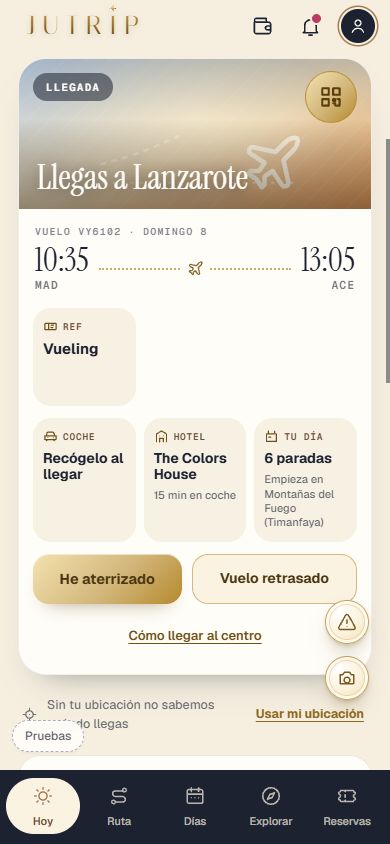 JUTRIP
LLEGADA
Llegas a Lanzarote
VUELO VY6102 · DOMINGO 8
10:35
13:05
MAD
ACE
REF
Vueling
COCHE
Recógelo al
llegar
HOTEL
The Colors
House
15 min en coche
TU DÍA
6 paradas
Empieza en
Montañas del
Fuego
(Timanfaya)
He aterrizado
Vuelo retrasado
Cómo llegar al centro
Sin tu ubicación no sabemos
do llegas
Usar mi ubicación
Pruebas
Hoy
Ruta
Días
Explorar
Reservas